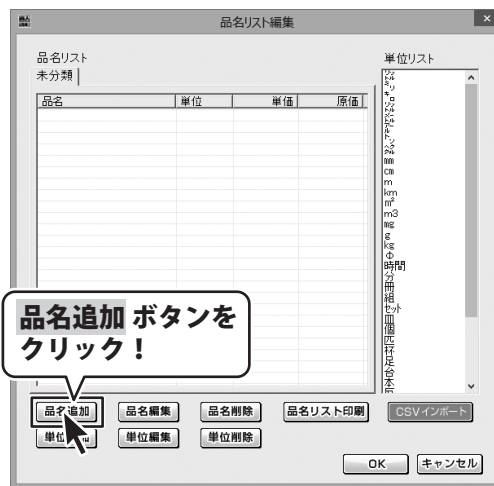 品名リスト編集
品名リスト
単位リスト
未分類
品名 単位 単価 原価
mm
cm
m
km
m²
m3
mg
g
kg
Φ
時間
分
冊
組
セット
皿
個
匹
杯
足
台
本
品名追加 ボタンを
クリック！
品名追加 品名編集 品名削除 品名リスト印刷 CSVインポート
単位編集 単位削除
OK キャンセル